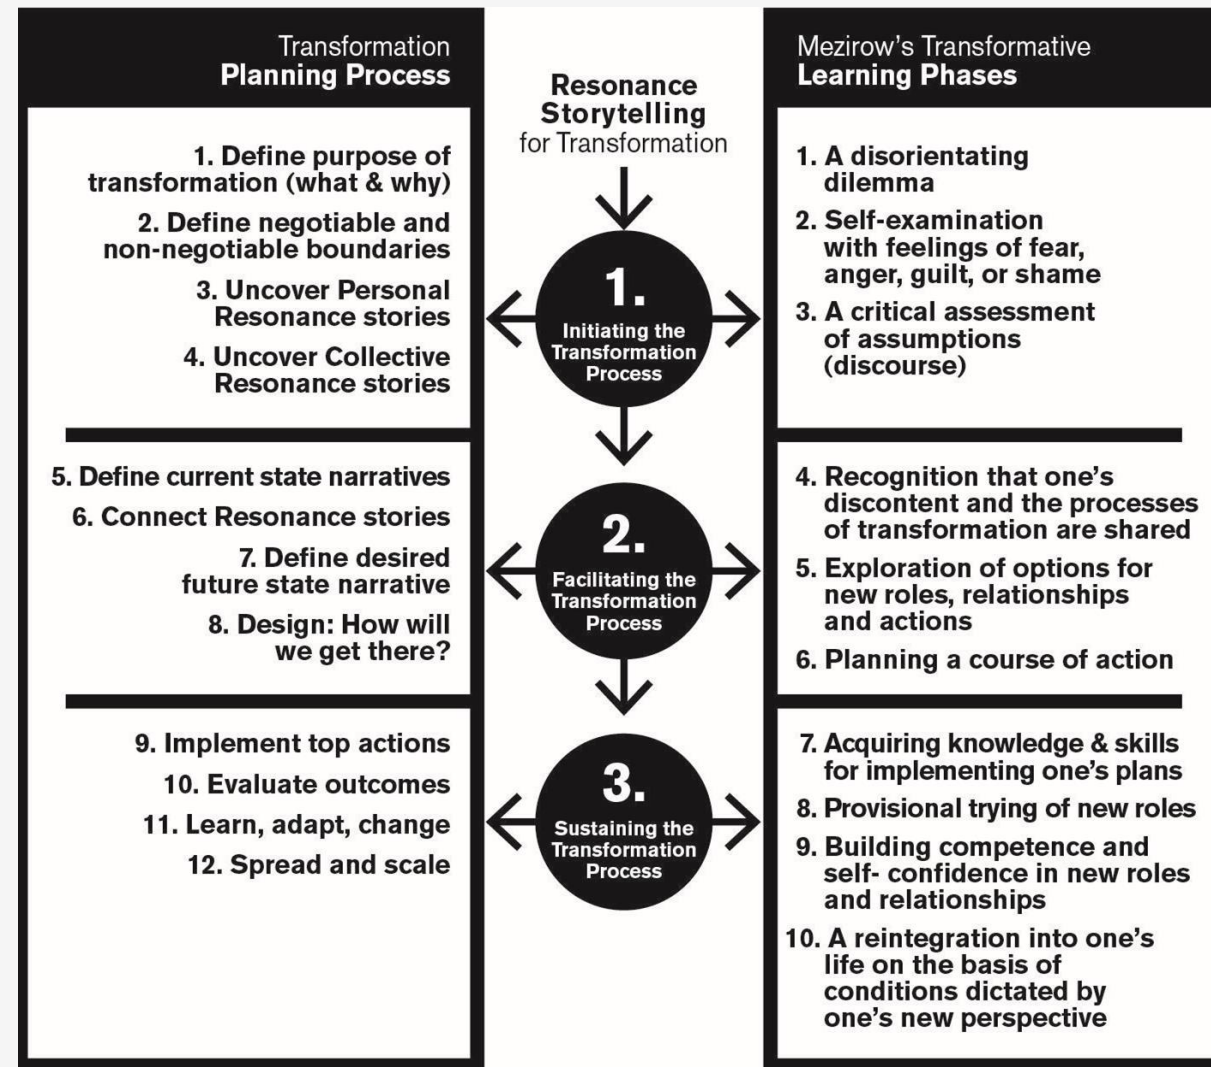 Transformation
Planning Process
1. Define purpose of
transformation (what & why)
2. Define negotiable and
non-negotiable boundaries
3. Uncover Personal
Resonance stories
4. Uncover Collective
Resonance stories
5. Define current state narratives
6. Connect Resonance stories
7. Define desired
future state narrative
8. Design: How will
we get there?
9. Implement top actions
10. Evaluate outcomes
11. Learn, adapt, change
12. Spread and scale
Resonance
Storytelling
for Transformation
1.
Initiating the
Transformation
Process
2.
Facilitating the
Transformation
Process
3.
Sustaining the
Transformation
Process
Mezirow's Transformative
Learning Phases
1. A disorientating
dilemma
2. Self-examination
with feelings of fear,
anger, guilt, or shame
3. A critical assessment
of assumptions
(discourse)
4. Recognition that one's
discontent and the processes
of transformation are shared
5. Exploration of options for
new roles, relationships
and actions
6. Planning a course of action
7. Acquiring knowledge & skills
for implementing one's plans
8. Provisional trying of new roles
9. Building competence and
self- confidence in new roles
and relationships
10. A reintegration into one's
life on the basis of
conditions dictated by
one's new perspective